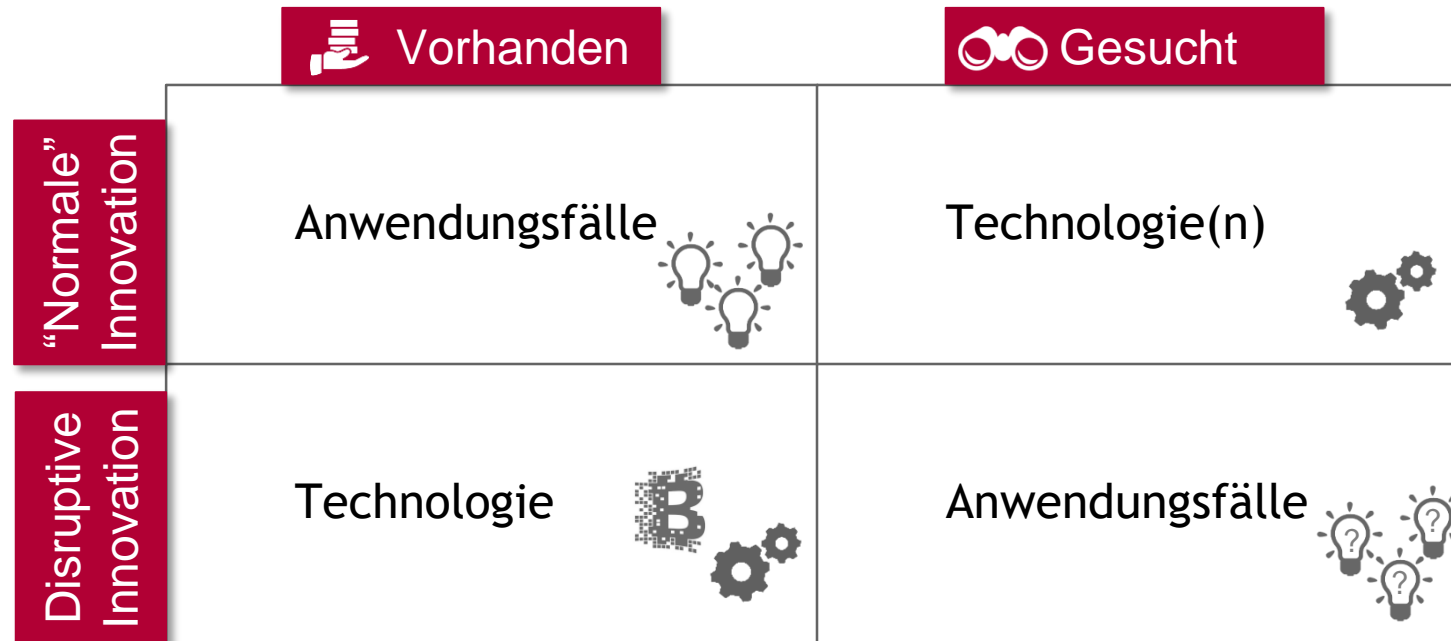 Vorhanden
Gesucht
“Normale”
Innovation
Anwendungsfälle
Technologie(n)
Disruptive
Innovation
Technologie
B
Anwendungsfälle
?
?
?